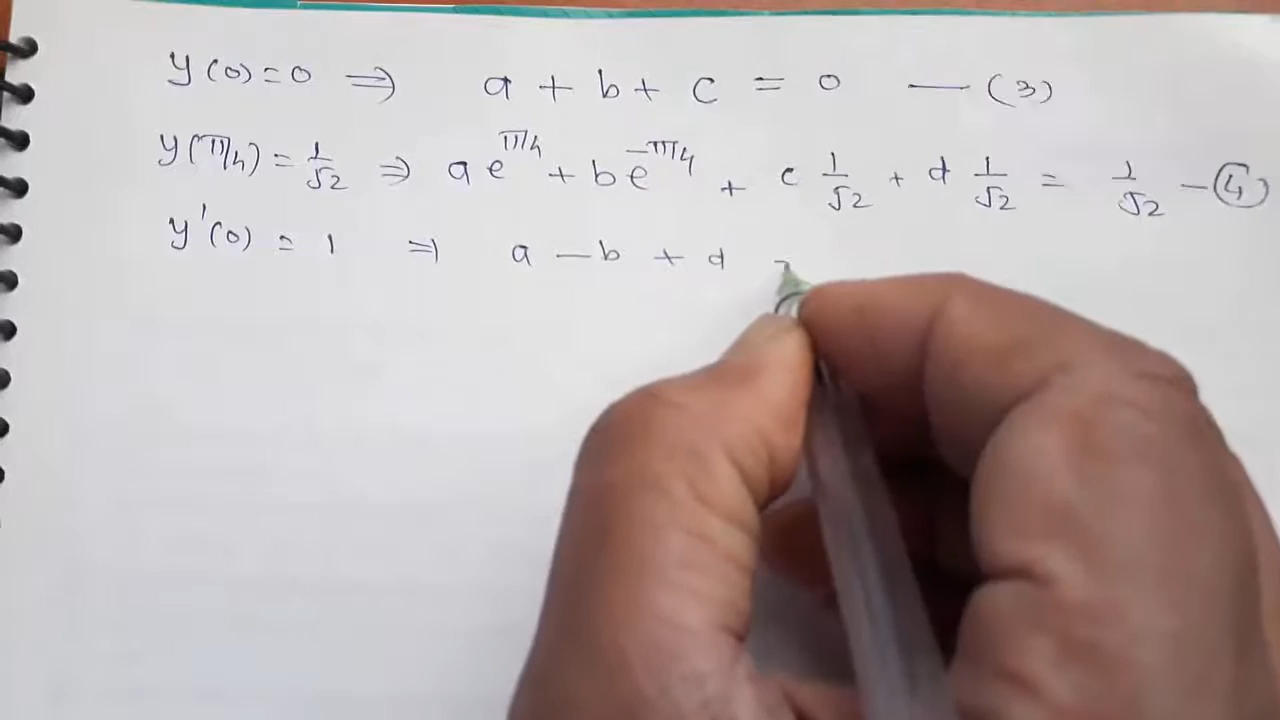 y(0) = 0 ⇒ a + b + c = 0 — (3)
y(π/4) = 1/√2 ⇒ a e^{π/4} + b e^{-π/4} + c 1/√2 + d 1/√2 = 1/√2 — (4)
y'(0) = 1 ⇒ a - b + d